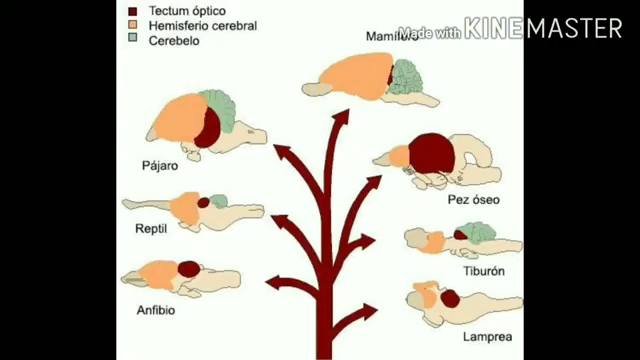 Tectum óptico
Hemisferio cerebral
Cerebelo
Made with KINEMASTER
Pájaro
Pez óseo
Reptil
Tiburón
Anfibio
Lamprea